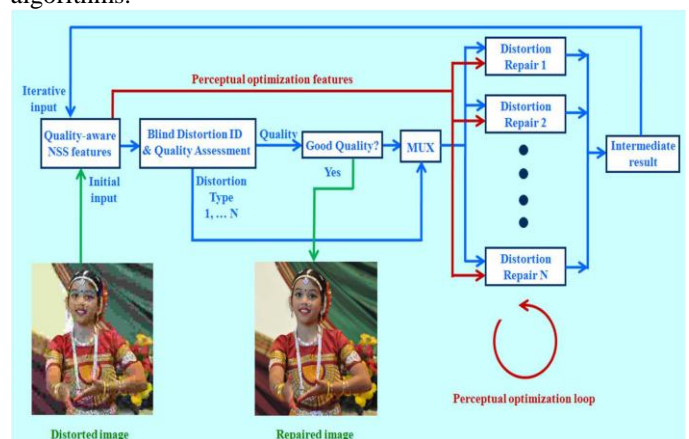 algorithms.
Perceptual optimization features
Iterative
input
Quality-aware
NSS features
Initial
input
Blind Distortion ID
& Quality Assessment
Quality
Distortion
Type
1, ... N
Good Quality?
Yes
MUX
Distortion
Repair 1
Distortion
Repair 2
Distortion
Repair N
Intermediate
result
Perceptual optimization loop
Distorted image
Repaired image